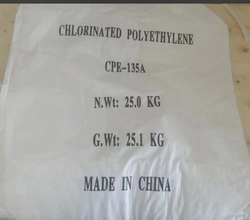 CHLORINATED POLYETHYLENE
CPE-135A
N.Wt: 25.0 KG
G.Wt: 25.1 KG
MADE IN CHINA